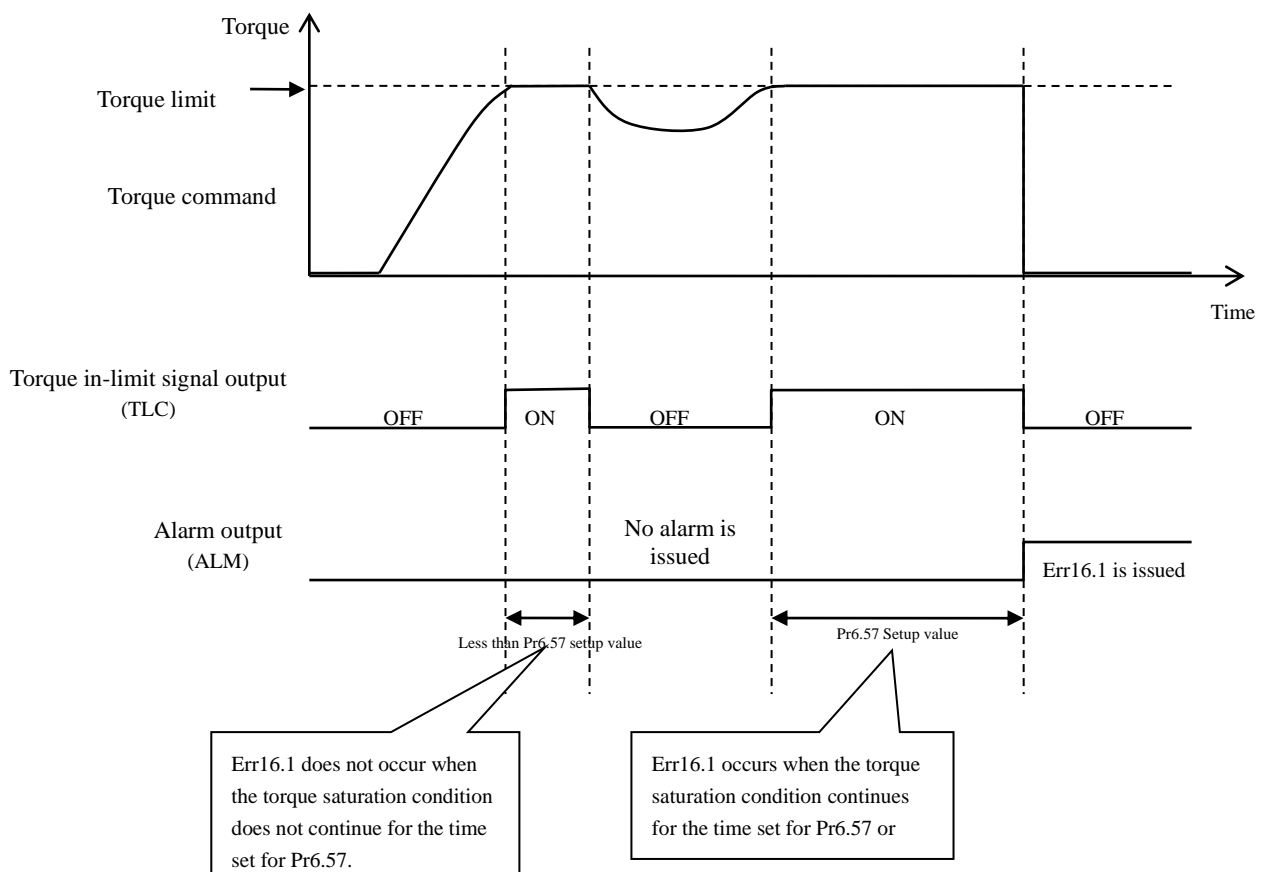 Torque
Torque limit
Torque command
Time
Torque in-limit signal output
(TLC)
OFF
ON
OFF
ON
OFF
Alarm output
(ALM)
No alarm is
issued
Err16.1 is issued
Less than Pr6.57 setup value
Pr6.57 Setup value
Err16.1 does not occur when
the torque saturation condition
does not continue for the time
set for Pr6.57.
Err16.1 occurs when the torque
saturation condition continues
for the time set for Pr6.57 or